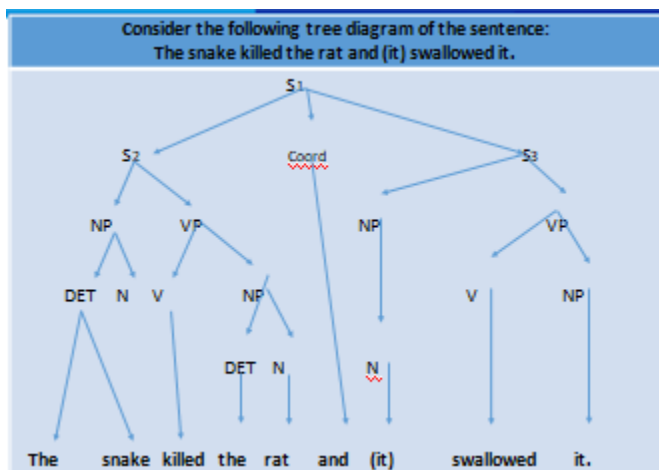 Consider the following tree diagram of the sentence:
The snake killed the rat and (it) swallowed it.
S1
S2 Coord S3
NP VP NP VP
DET N V NP V NP
DET N N
The snake killed the rat and (it) swallowed it.